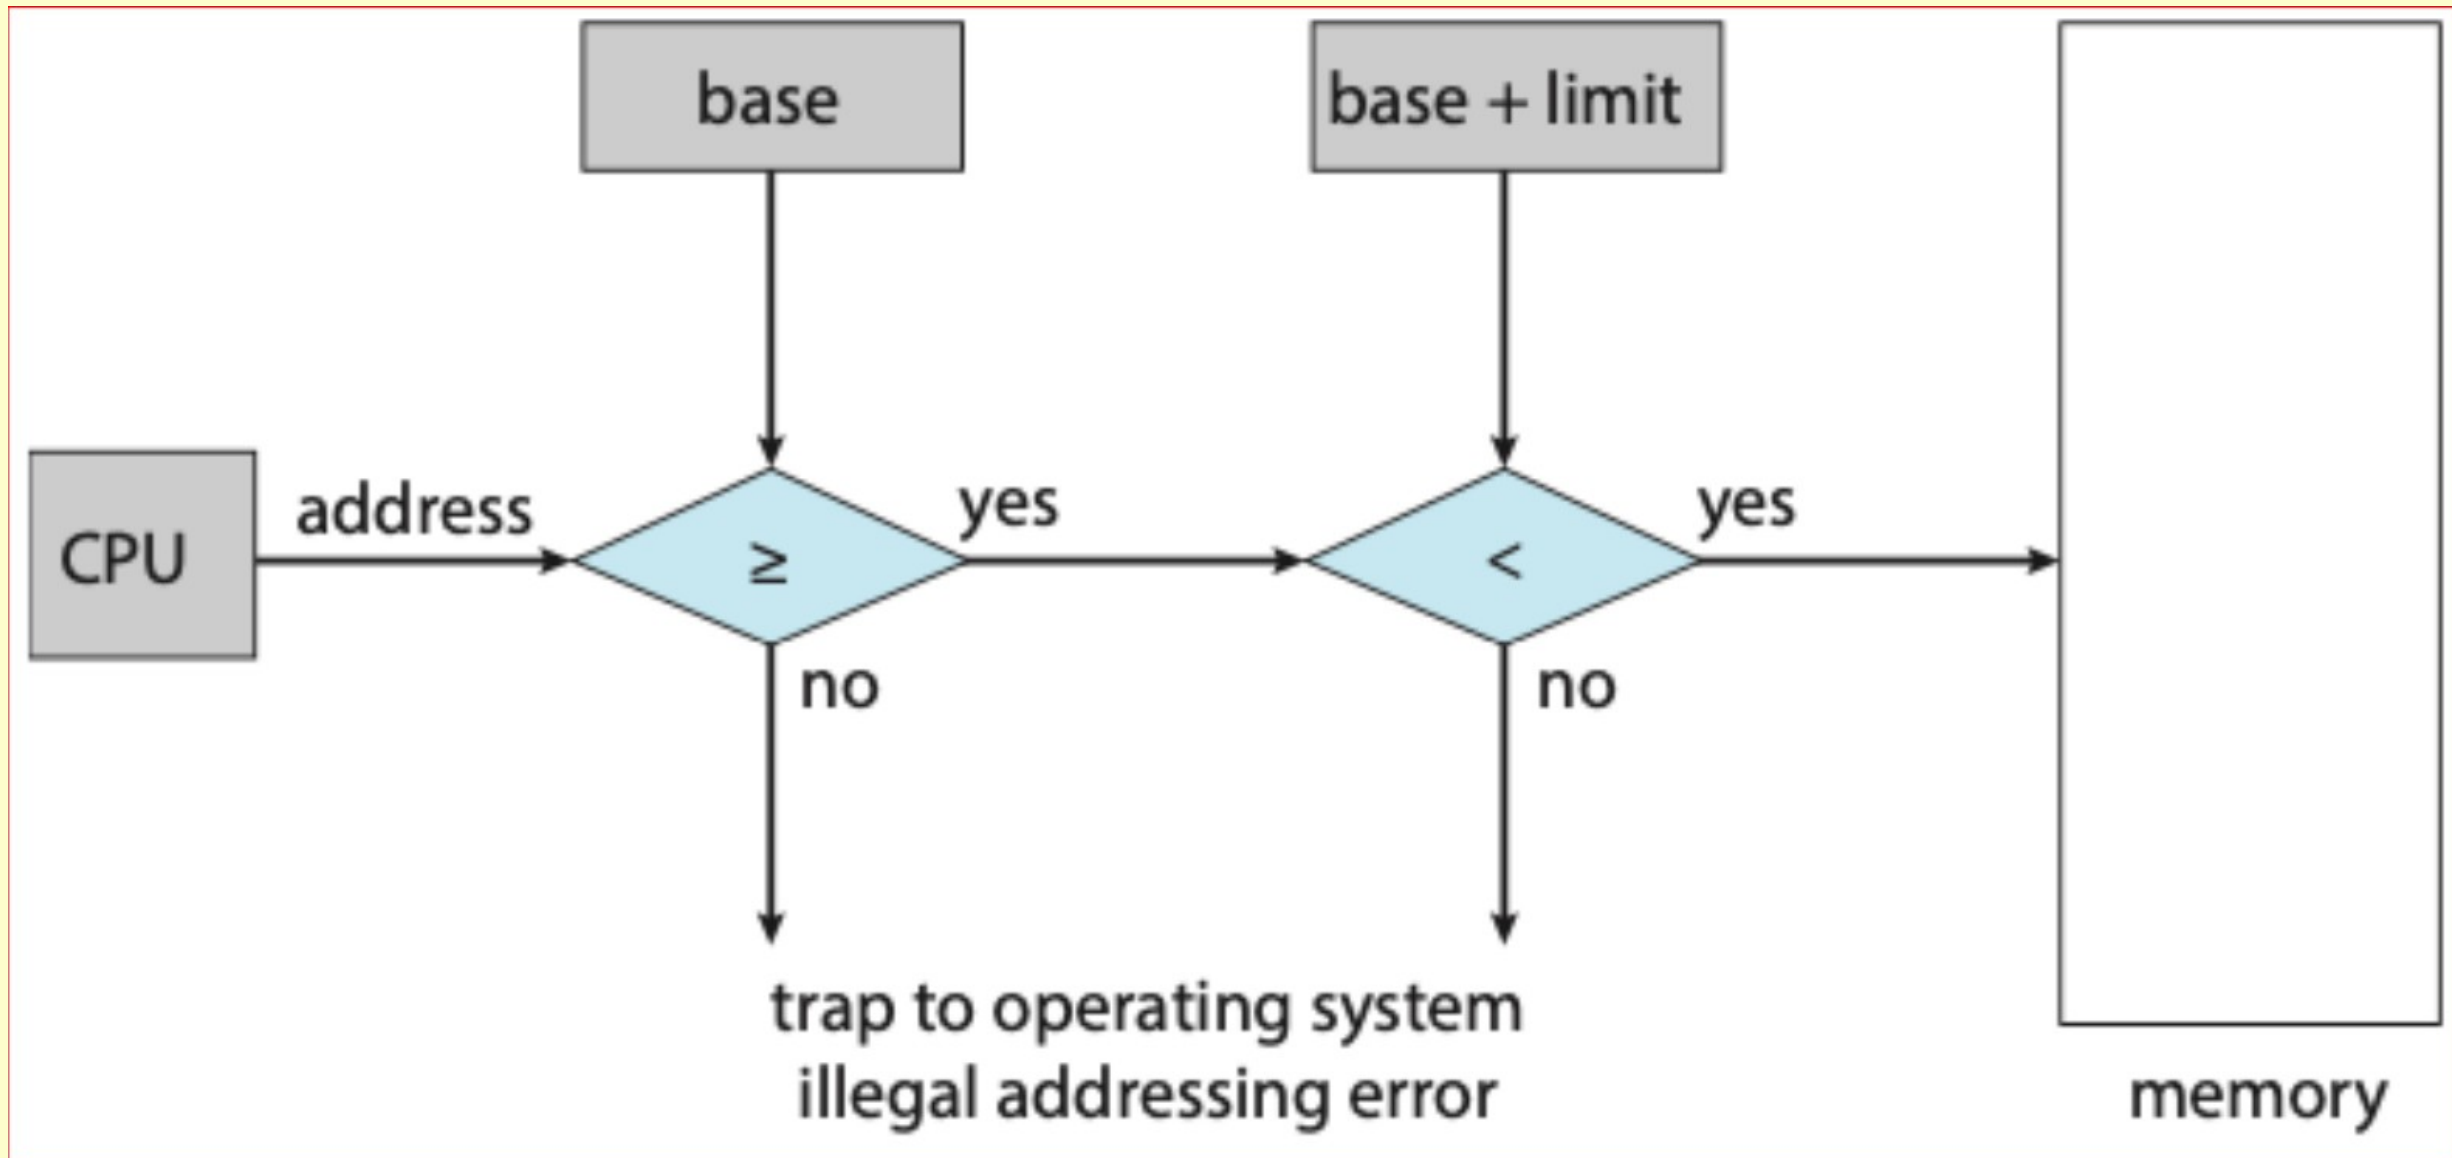 base
base + limit
CPU
address
≥
yes
<
yes
no
no
trap to operating system
illegal addressing error
memory